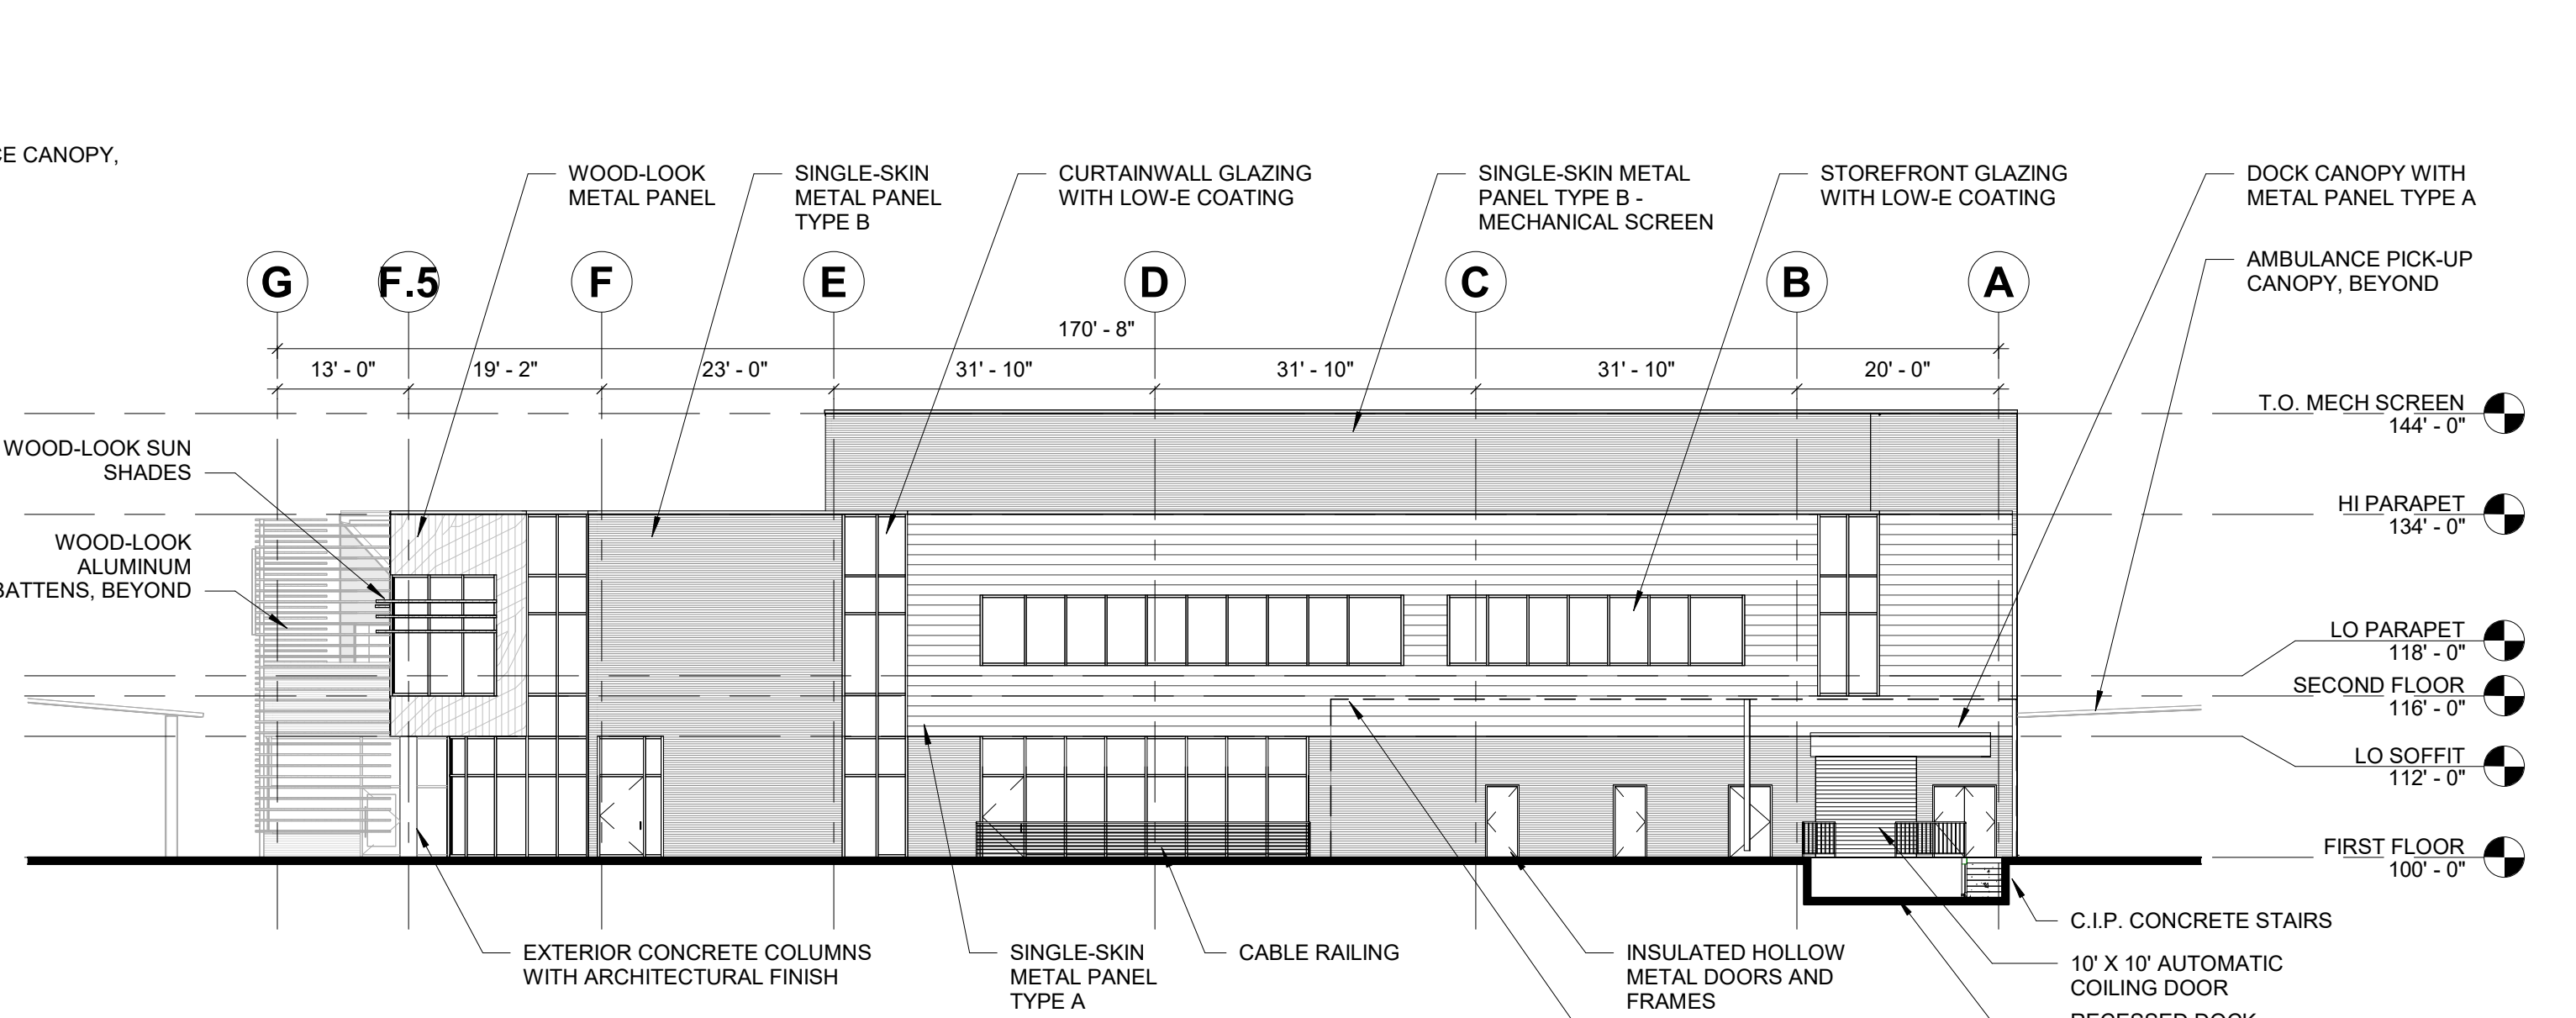 CE CANOPY,
WOOD-LOOK
METAL PANEL
SINGLE-SKIN
METAL PANEL
TYPE B
CURTAINWALL GLAZING
WITH LOW-E COATING
SINGLE-SKIN METAL
PANEL TYPE B -
MECHANICAL SCREEN
STOREFRONT GLAZING
WITH LOW-E COATING
DOCK CANOPY WITH
METAL PANEL TYPE A
AMBULANCE PICK-UP
CANOPY, BEYOND
G
F.5
F
E
D
C
B
A
170' - 8"
13' - 0"
19' - 2"
23' - 0"
31' - 10"
31' - 10"
31' - 10"
20' - 0"
T.O. MECH SCREEN
144' - 0"
WOOD-LOOK SUN
SHADES
HI PARAPET
134' - 0"
WOOD-LOOK
ALUMINUM
BATTENS, BEYOND
LO PARAPET
118' - 0"
SECOND FLOOR
116' - 0"
LO SOFFIT
112' - 0"
FIRST FLOOR
100' - 0"
EXTERIOR CONCRETE COLUMNS
WITH ARCHITECTURAL FINISH
SINGLE-SKIN
METAL PANEL
TYPE A
CABLE RAILING
INSULATED HOLLOW
METAL DOORS AND
FRAMES
C.I.P. CONCRETE STAIRS
10' X 10' AUTOMATIC
COILING DOOR
RECESSED DOCK